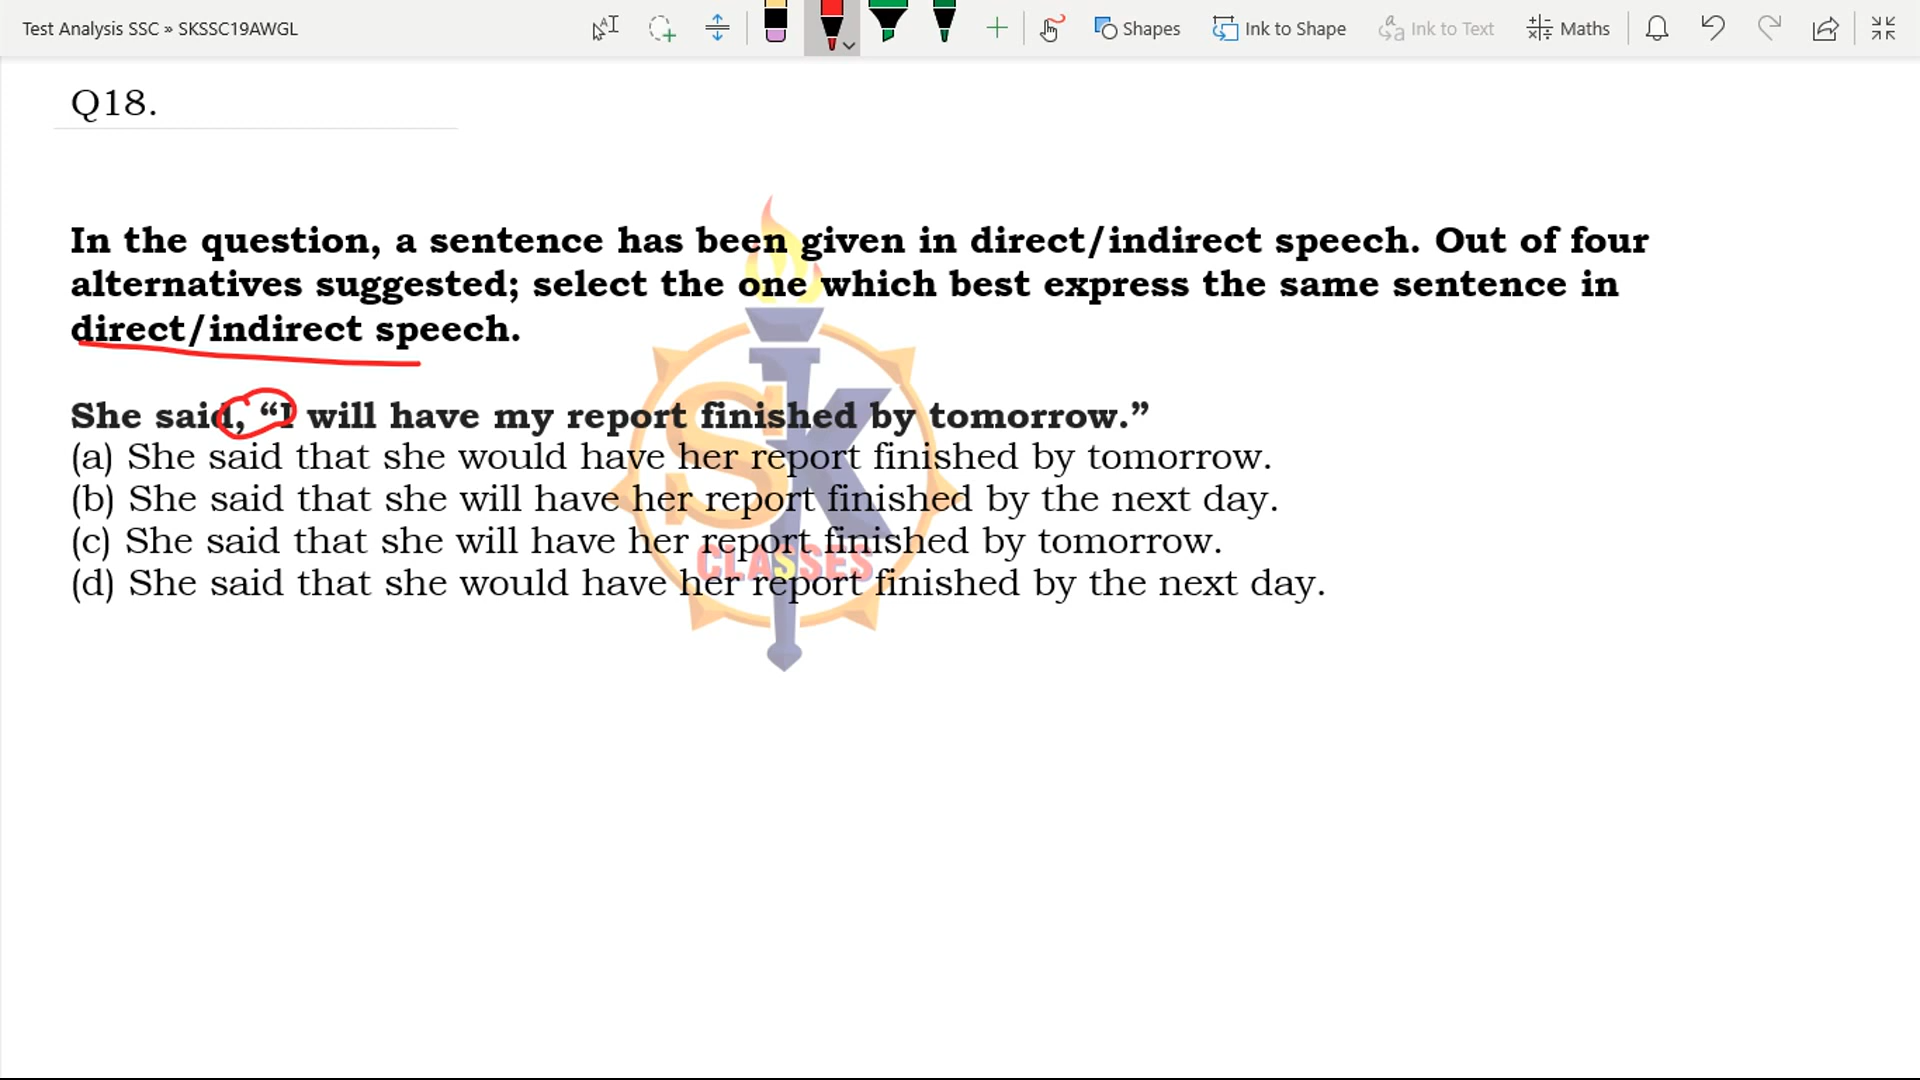 Test Analysis SSC » SKSSC19AWGL
Shapes
Ink to Shape
Ink to Text
Maths
Q18.
In the question, a sentence has been given in direct/indirect speech. Out of four
alternatives suggested; select the one which best express the same sentence in
direct/indirect speech.
She said, “I will have my report finished by tomorrow.”
(a) She said that she would have her report finished by tomorrow.
(b) She said that she will have her report finished by the next day.
(c) She said that she will have her report finished by tomorrow.
(d) She said that she would have her report finished by the next day.
SK
CLASSES